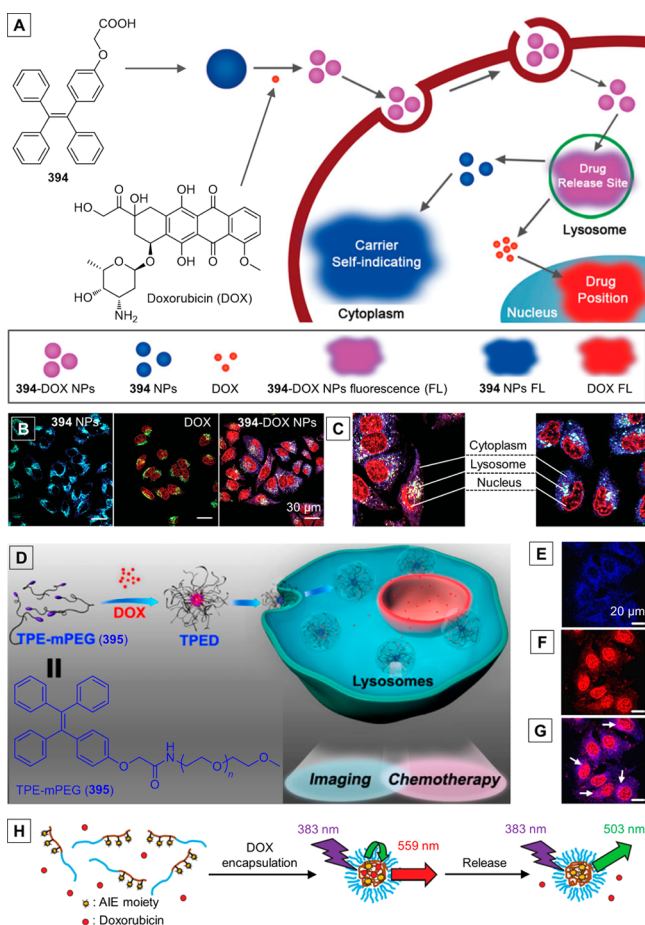 A
COOH
O
394
HO
O
O
OH
OH
O
O
OH
O
O
OH
O
O
HO
NH2
Doxorubicin (DOX)
Drug
Release Site
Lysosome
Carrier
Self-indicating
Cytoplasm
Drug
Position
Nucleus
394-DOX NPs
394 NPs
DOX
394-DOX NPs fluorescence (FL)
394 NPs FL
DOX FL
B
394 NPs
DOX
394-DOX NPs
30 µm
C
Cytoplasm
Lysosome
Nucleus
D
DOX
TPE-mPEG (395)
TPED
Lysosomes
O
O
H
N
O
n
O
TPE-mPEG (395)
Imaging
Chemotherapy
E
20 µm
F
G
H
: AIE moiety
: Doxorubicin
DOX
encapsulation
383 nm
559 nm
Release
383 nm
503 nm